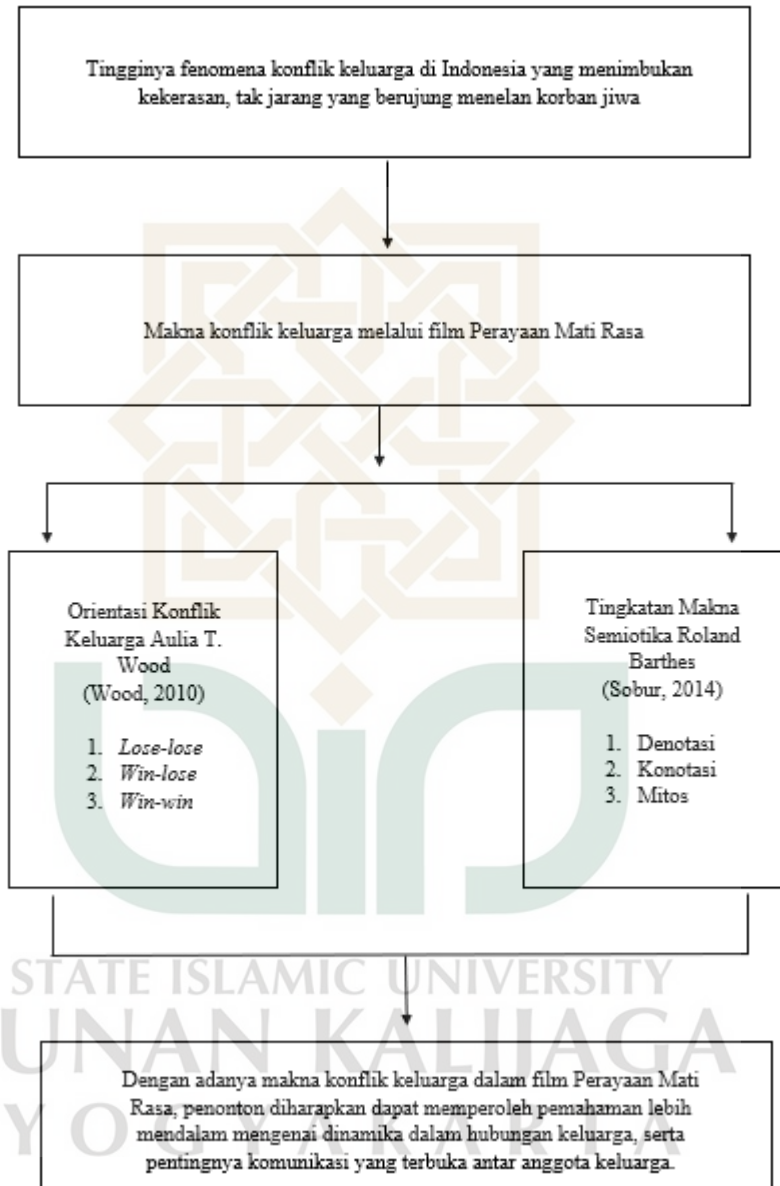 Tingginya fenomena konflik keluarga di Indonesia yang menimbukan
kekerasan, tak jarang yang berujung menelan korban jiwa
Makna konflik keluarga melalui film Perayaan Mati Rasa
Orientasi Konflik
Keluarga Aulia T.
Wood
(Wood, 2010)
1. Lose-lose
2. Win-lose
3. Win-win
Tingkatan Makna
Semiotika Roland
Barthes
(Sobur, 2014)
1. Denotasi
2. Konotasi
3. Mitos
STATE ISLAMIC UNIVERSITY
SUNAN KALIJAGA
YOGYAKARTA
Dengan adanya makna konflik keluarga dalam film Perayaan Mati
Rasa, penonton diharapkan dapat memperoleh pemahaman lebih
mendalam mengenai dinamika dalam hubungan keluarga, serta
pentingnya komunikasi yang terbuka antar anggota keluarga.